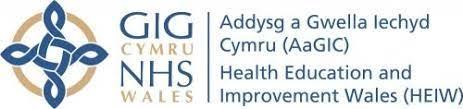 GIG
CYMRU
NHS
WALES
Addysg a Gwella Iechyd
Cymru (AaGIC)
Health Education and
Improvement Wales (HEIW)